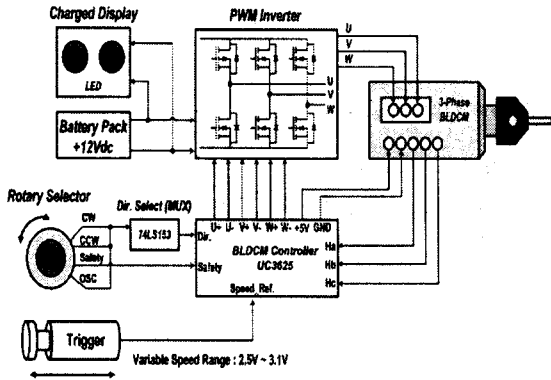 Charged Display
PWM Inverter
LED
U
V
W
U
V
W
3-Phase
BLDCM
Battery Pack
+12Vdc
Rotary Selector
Dir. Select (MUX)
CW
CCW
Safety
OSC
74LS153
U+ U- V+ V- W+ W- +5V GND
Dir.
BLDCM Controller
UC3625
Safety
Speed_Ref.
Ha
Hb
Hc
Trigger
Variable Speed Range : 2.5V ~ 3.1V